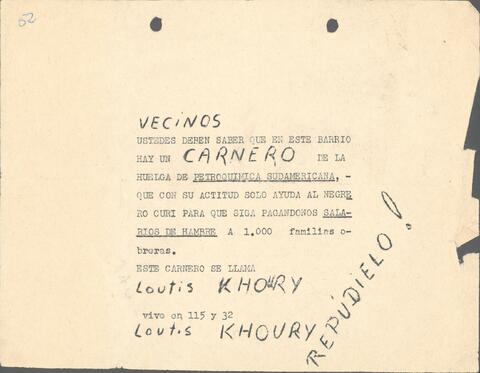 52
VECINOS
USTEDES DEBEN SABER QUE EN ESTE BARRIO
HAY UN CARNERO DE LA
HUELGA DE PETROQUIMICA SUDAMERICANA, -
QUE CON SU ACTITUD SOLO AYUDA AL NEGRE
RO CURI PARA QUE SIGA PAGANDONOS SALA-
RIOS DE HAMBRE A 1.000 familias o-
breras.
ESTE CARNERO SE LLAMA
Loutis KHOURY
vive en 115 y 32
Loutis KHOURY
REPÚDIELO!